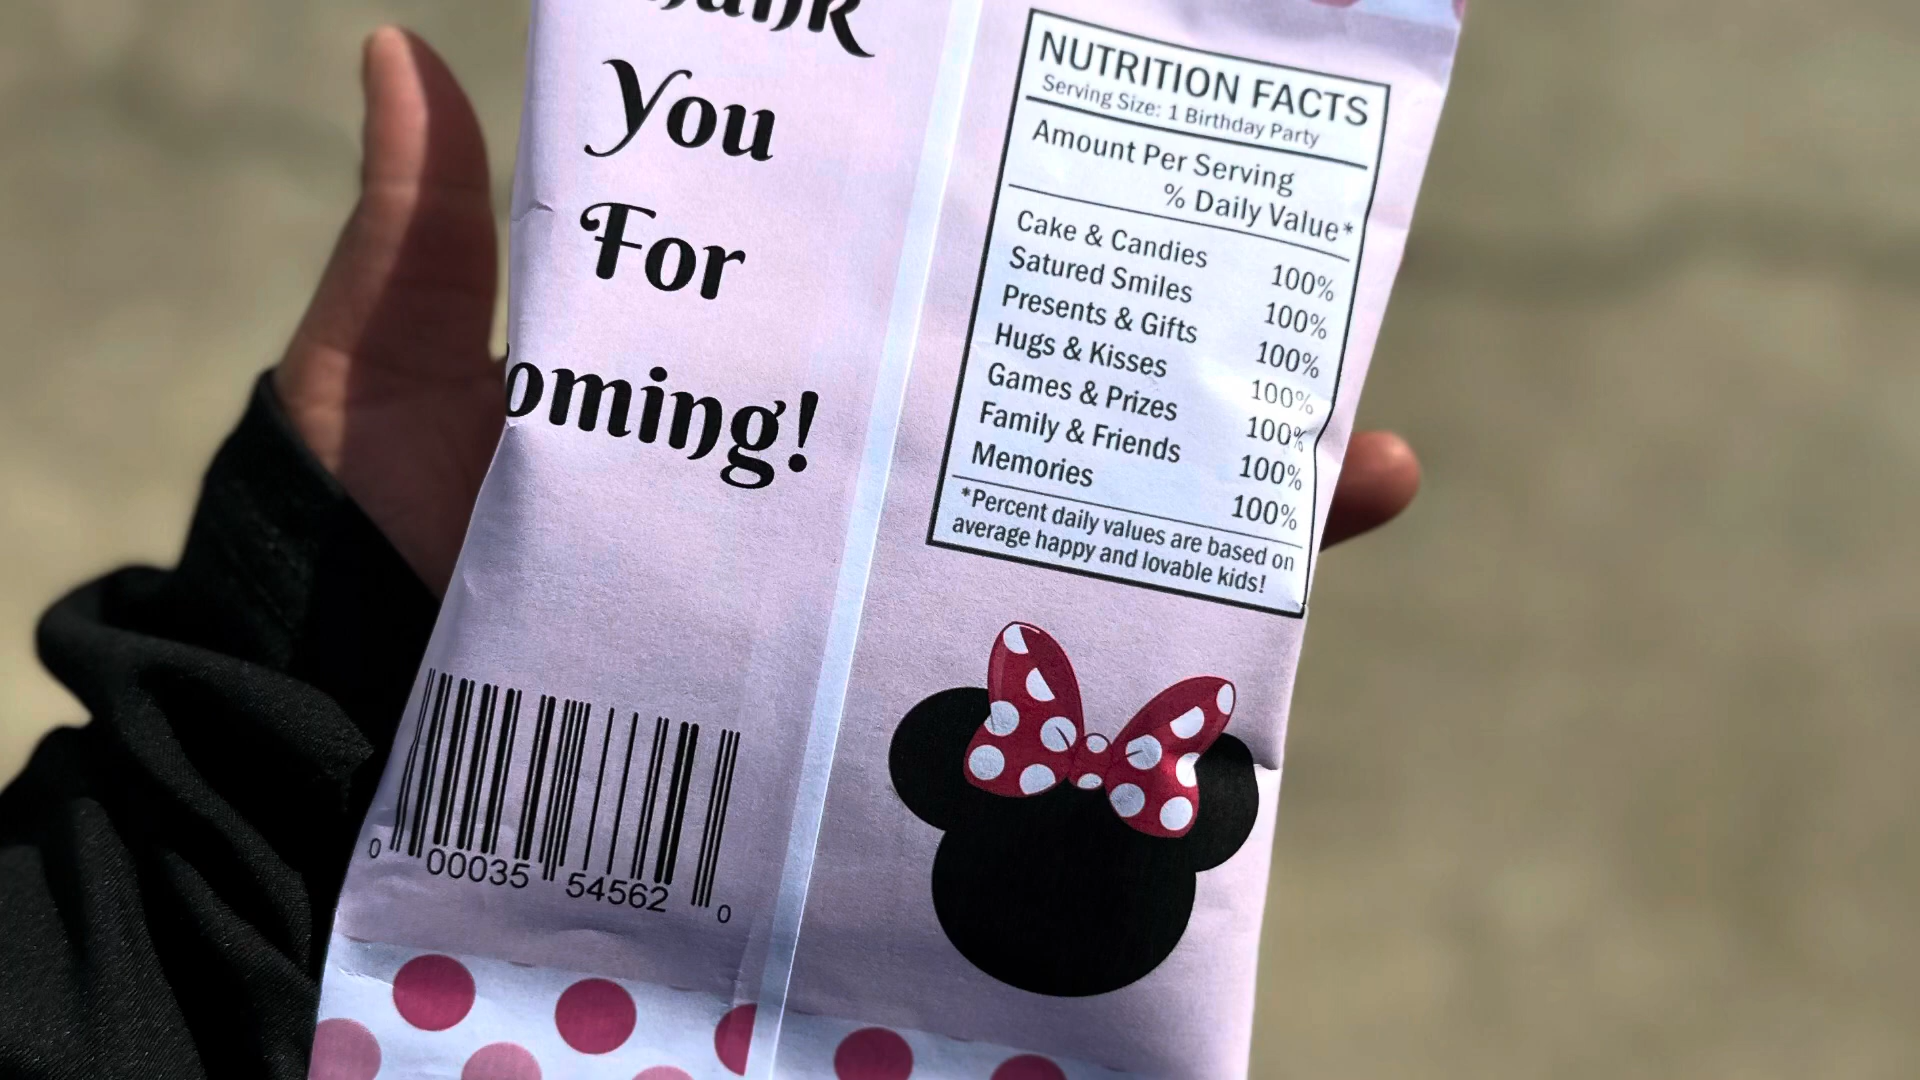 You
For
oming!
0 00035 54562 0
NUTRITION FACTS
Serving Size: 1 Birthday Party
Amount Per Serving
% Daily Value*
Cake & Candies 100%
Satured Smiles 100%
Presents & Gifts 100%
Hugs & Kisses 100%
Games & Prizes 100%
Family & Friends 100%
Memories 100%
*Percent daily values are based on
average happy and lovable kids!